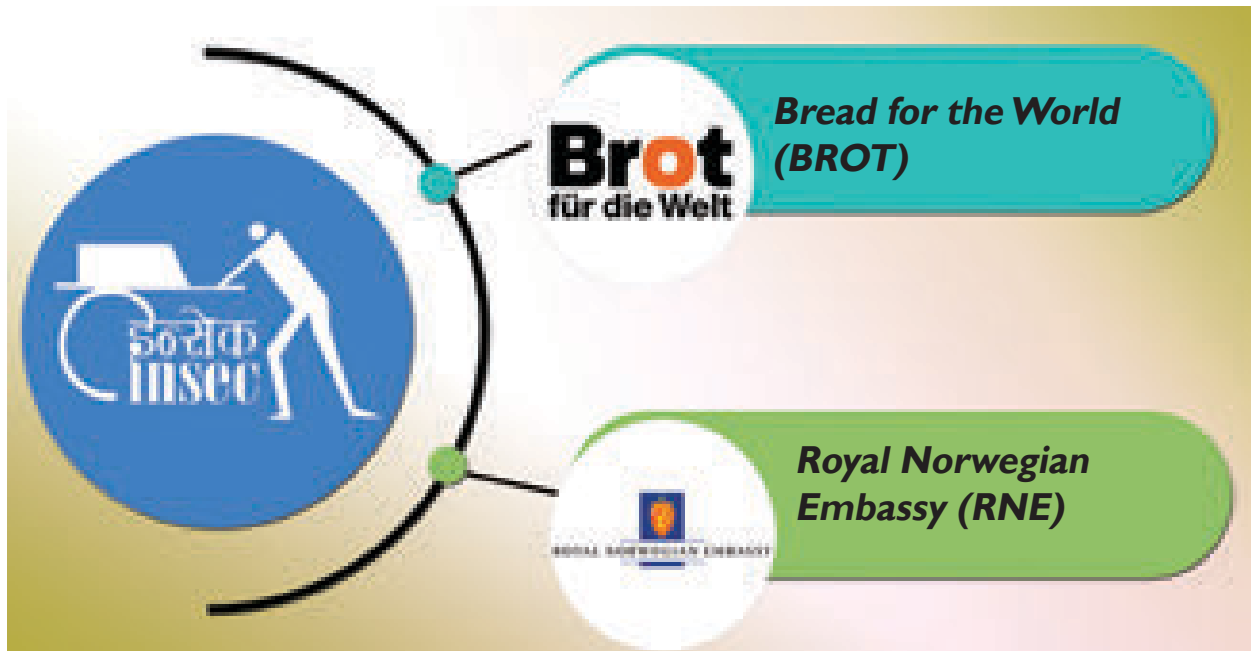 इन्सेक
insec
Brot
für die Welt
Bread for the World
(BROT)
ROYAL NORWEGIAN EMBASSY
Royal Norwegian
Embassy (RNE)